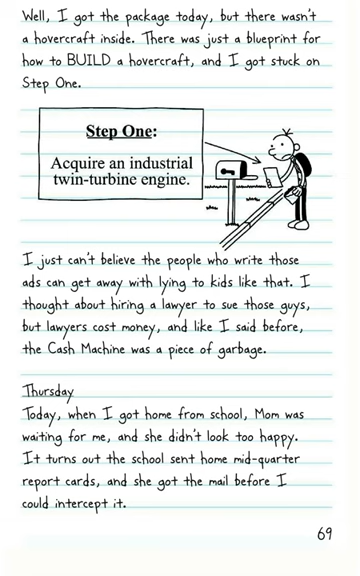 Well, I got the package today, but there wasn't
a hovercraft inside. There was just a blueprint for
how to BUILD a hovercraft, and I got stuck on
Step One.
Step One:
Acquire an industrial
twin-turbine engine.
I just can't believe the people who write those
ads can get away with lying to kids like that. I
thought about hiring a lawyer to sue those guys,
but lawyers cost money, and like I said before,
the Cash Machine was a piece of garbage.
Thursday
Today, when I got home from school, Mom was
waiting for me, and she didn't look too happy.
It turns out the school sent home mid-quarter
report cards, and she got the mail before I
could intercept it.
69